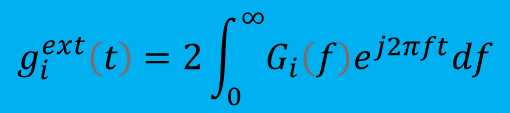 g_i^{ext}(t) = 2 ∫_0^∞ G_i(f) e^{j2πft} df